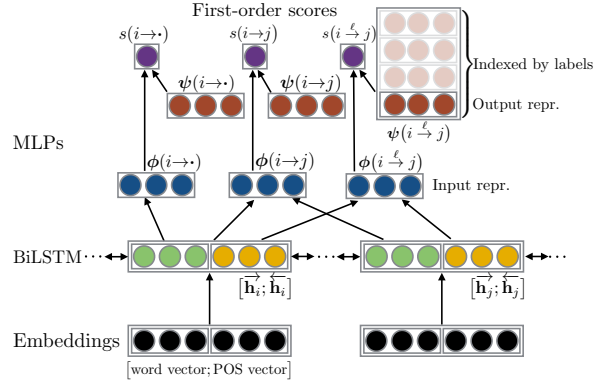 First-order scores
s(i→·) s(i→j) s(i →ℓ j)
ψ(i→·) ψ(i→j) Indexed by labels
Output repr.
ψ(i →ℓ j)
MLPs
ϕ(i→·) ϕ(i→j) ϕ(i →ℓ j) Input repr.
BiLSTM ··· ··· ···
[→h_i; ←h_i] [→h_j; ←h_j]
Embeddings
[word vector; POS vector]